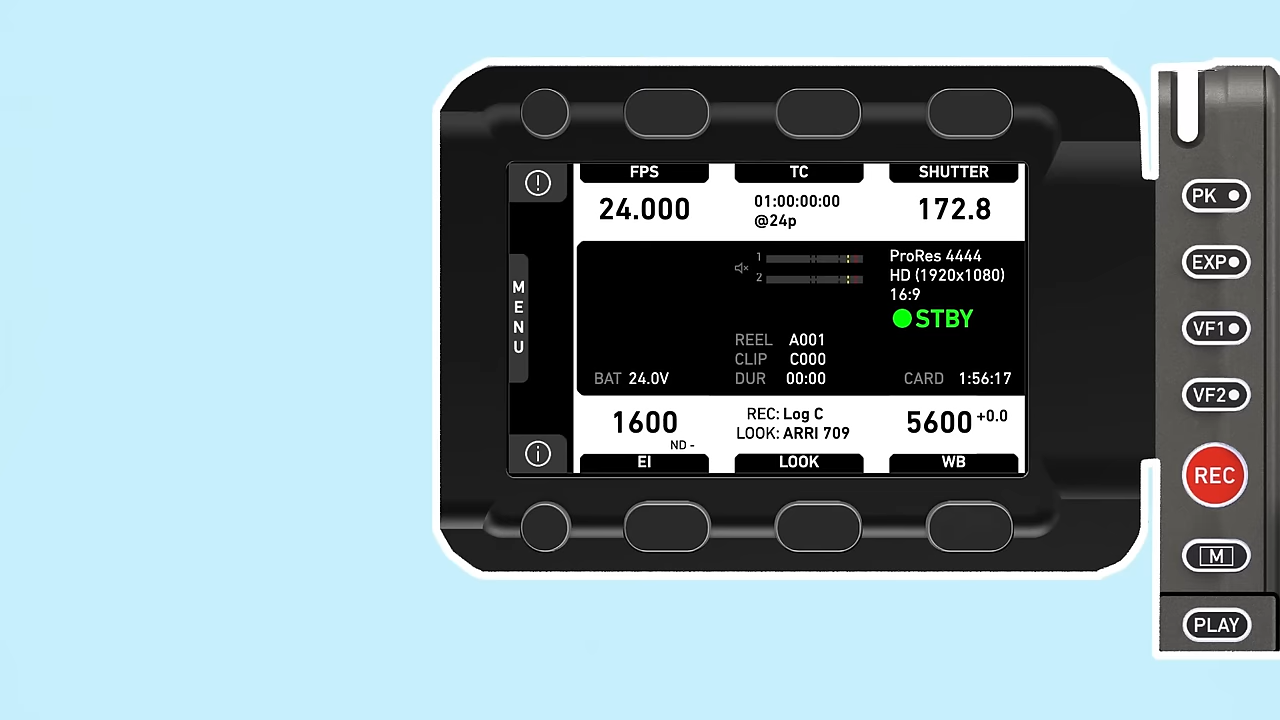 FPS TC SHUTTER
24.000 01:00:00:00 172.8
@24p
MENU
1 ProRes 4444
2 HD (1920x1080)
16:9
STBY
REEL A001
CLIP C000
BAT 24.0V DUR 00:00 CARD 1:56:17
1600 REC: Log C 5600 +0.0
ND - LOOK: ARRI 709
EI LOOK WB
PK
EXP
VF1
VF2
REC
M
PLAY